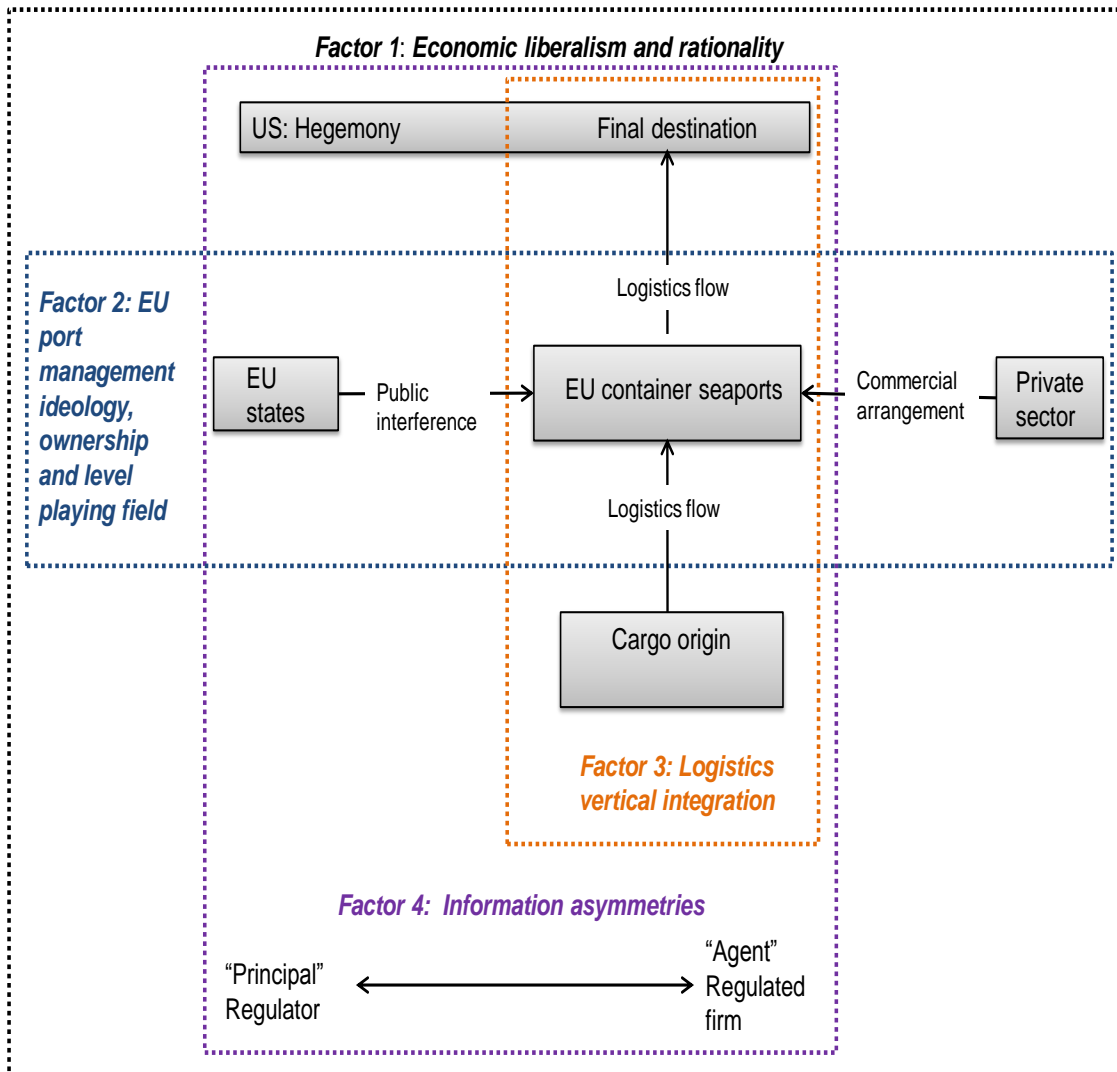 Factor 1: Economic liberalism and rationality
US: Hegemony
Final destination
Logistics flow
Factor 2: EU
port
management
ideology,
ownership
and level
playing field
EU
states
Public
interference
EU container seaports
Commercial
arrangement
Private
sector
Logistics flow
Cargo origin
Factor 3: Logistics
vertical integration
Factor 4: Information asymmetries
“Principal”
Regulator
“Agent”
Regulated
firm